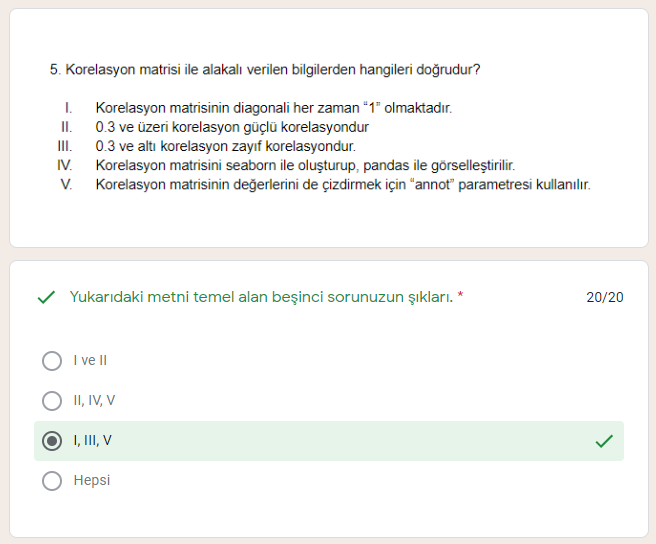 5. Korelasyon matrisi ile alakalı verilen bilgilerden hangileri doğrudur?
I. Korelasyon matrisinin diagonali her zaman “1” olmaktadır.
II. 0.3 ve üzeri korelasyon güçlü korelasyondur
III. 0.3 ve altı korelasyon zayıf korelasyondur.
IV. Korelasyon matrisini seaborn ile oluşturup, pandas ile görselleştirilir.
V. Korelasyon matrisinin değerlerini de çizdirmek için “annot” parametresi kullanılır.
Yukarıdaki metni temel alan beşinci sorunuzun şıkları. * 20/20
I ve II
II, IV, V
I, III, V
Hepsi